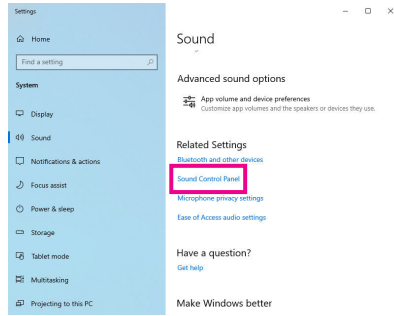 Settings
Home
Find a setting
System
Display
Sound
Notifications & actions
Focus assist
Power & sleep
Storage
Tablet mode
Multitasking
Projecting to this PC
Sound
Advanced sound options
App volume and device preferences
Customize app volumes and the speakers or devices they use.
Related Settings
Bluetooth and other devices
Sound Control Panel
Microphone privacy settings
Ease of Access audio settings
Have a question?
Get help
Make Windows better